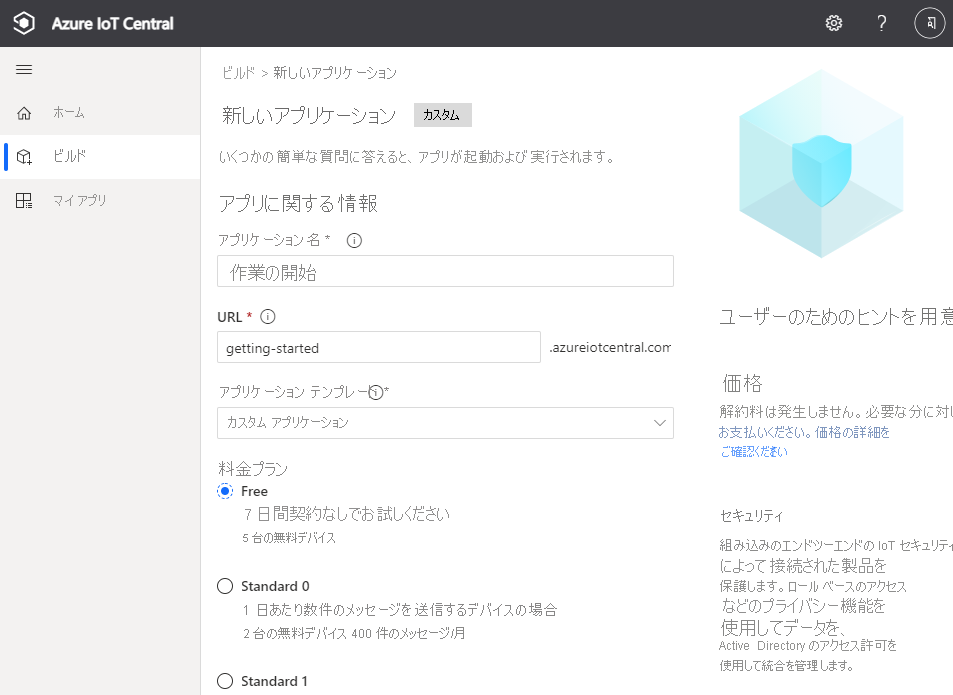 Azure IoT Central
?
ホーム
ビルド
マイ アプリ
ビルド > 新しいアプリケーション
新しいアプリケーション カスタム
いくつかの簡単な質問に答えると、アプリが起動および実行されます。
アプリに関する情報
アプリケーション名 *
作業の開始
URL *
getting-started .azureiotcentral.com
アプリケーション テンプレート*
カスタム アプリケーション
料金プラン
Free
7 日間契約なしでお試しください
5 台の無料デバイス
Standard 0
1 日あたり数件のメッセージを送信するデバイスの場合
2 台の無料デバイス 400 件のメッセージ/月
Standard 1
ユーザーのためのヒントを用意
価格
解約料は発生しません。必要な分に対し
お支払いください。価格の詳細を
ご確認ください
セキュリティ
組み込みのエンドツーエンドの IoT セキュリティ
によって接続された製品を
保護します。ロール ベースのアクセス
などのプライバシー機能を
使用してデータを、
Active Directory のアクセス許可を
使用して統合を管理します。